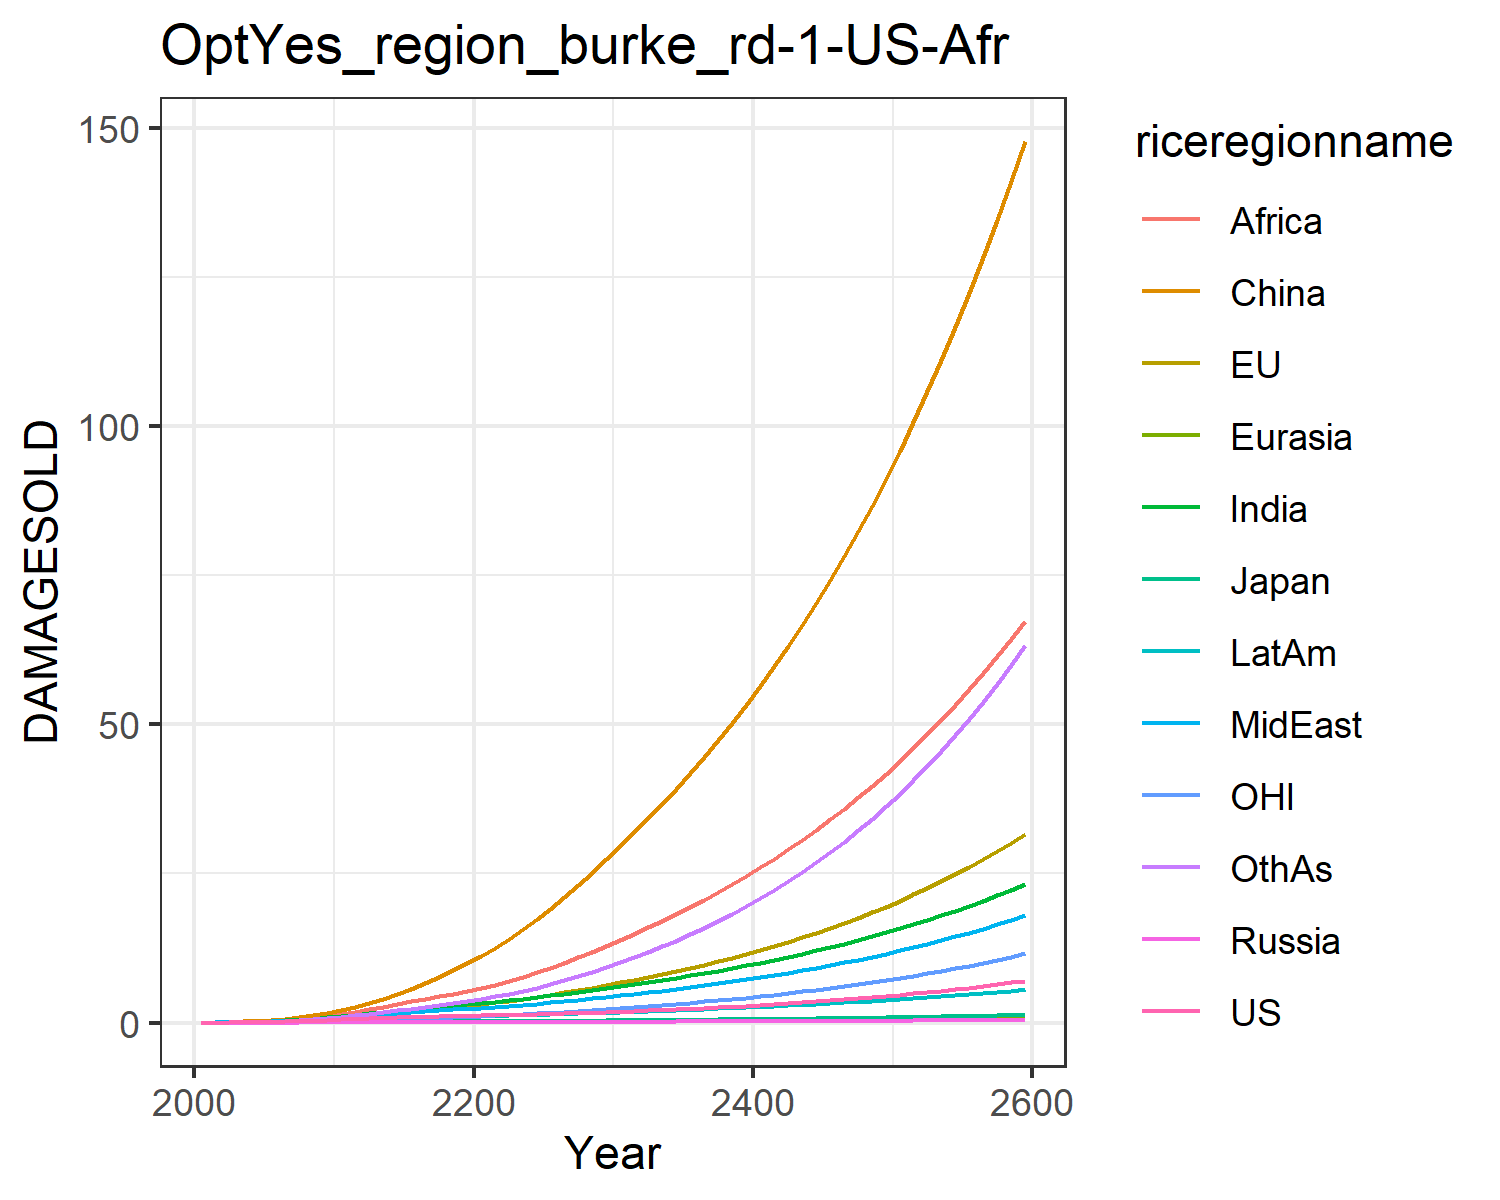 OptYes_region_burke_rd-1-US-Afr
150
100
50
0
DAMAGESOLD
2000
2200
2400
2600
Year
riceregionname
Africa
China
EU
Eurasia
India
Japan
LatAm
MidEast
OHI
OthAs
Russia
US